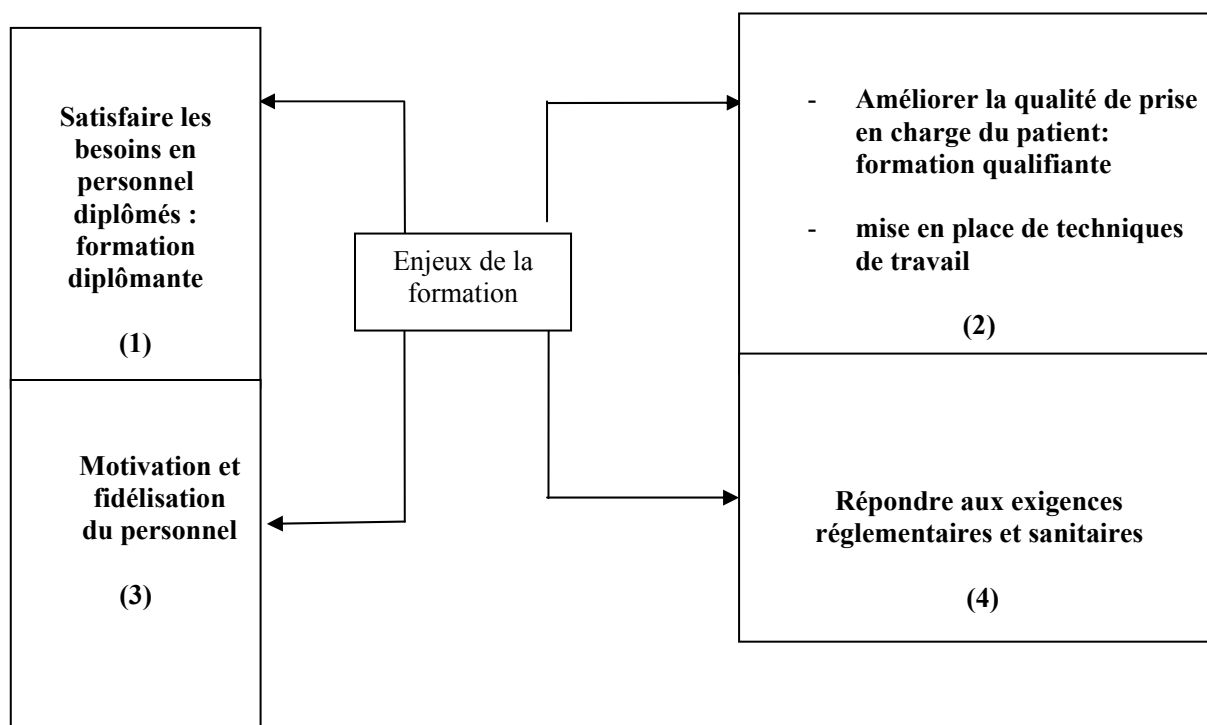 Satisfaire les
besoins en
personnel
diplômés :
formation
diplômante
(1)
- Améliorer la qualité de prise
en charge du patient:
formation qualifiante
- mise en place de techniques
de travail
(2)
Enjeux de la
formation
Motivation et
fidélisation
du personnel
(3)
Répondre aux exigences
réglementaires et sanitaires
(4)